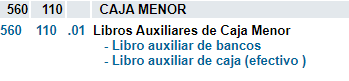 560 110 CAJA MENOR
560 110 .01 Libros Auxiliares de Caja Menor
- Libro auxiliar de bancos
- Libro auxiliar de caja (efectivo )